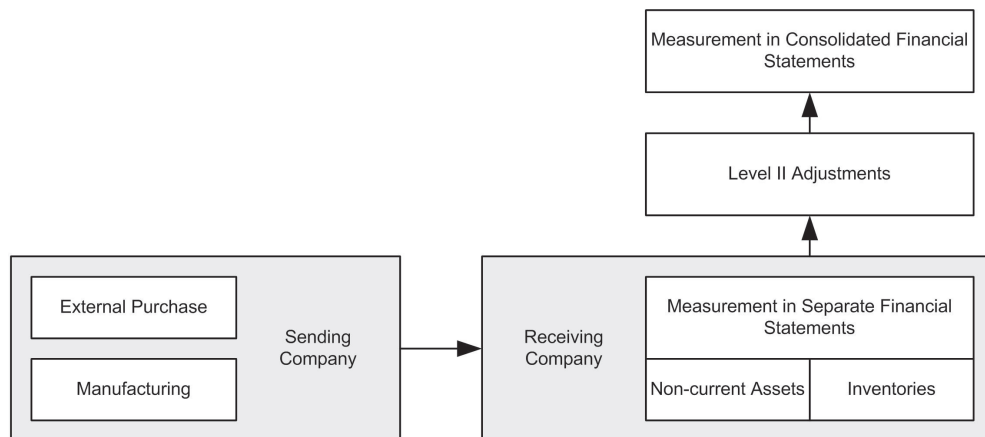 Measurement in Consolidated Financial
Statements
Level II Adjustments
External Purchase
Manufacturing
Sending
Company
Receiving
Company
Measurement in Separate Financial
Statements
Non-current Assets
Inventories